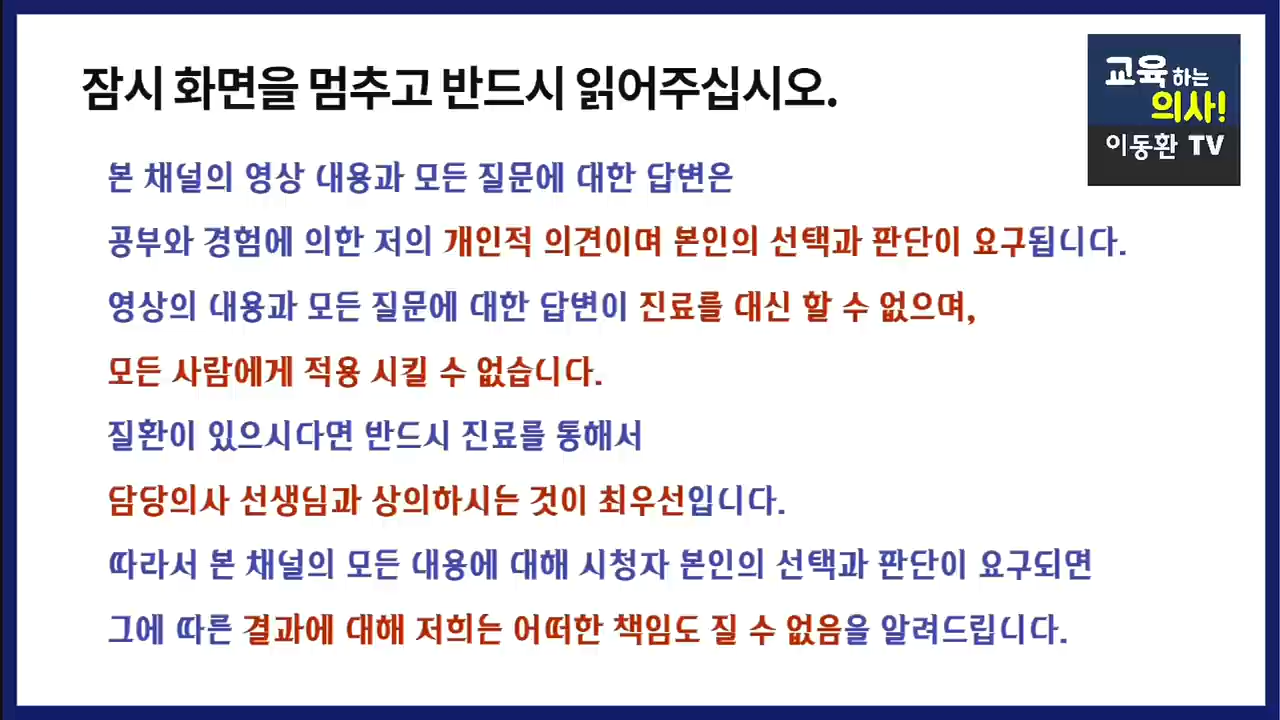 잠시 화면을 멈추고 반드시 읽어주십시오.
교육하는
의사!
이동환 TV
본 채널의 영상 내용과 모든 질문에 대한 답변은
공부와 경험에 의한 저의 개인적 의견이며 본인의 선택과 판단이 요구됩니다.
영상의 내용과 모든 질문에 대한 답변이 진료를 대신 할 수 없으며,
모든 사람에게 적용 시킬 수 없습니다.
질환이 있으시다면 반드시 진료를 통해서
담당의사 선생님과 상의하시는 것이 최우선입니다.
따라서 본 채널의 모든 내용에 대해 시청자 본인의 선택과 판단이 요구되면
그에 따른 결과에 대해 저희는 어떠한 책임도 질 수 없음을 알려드립니다.